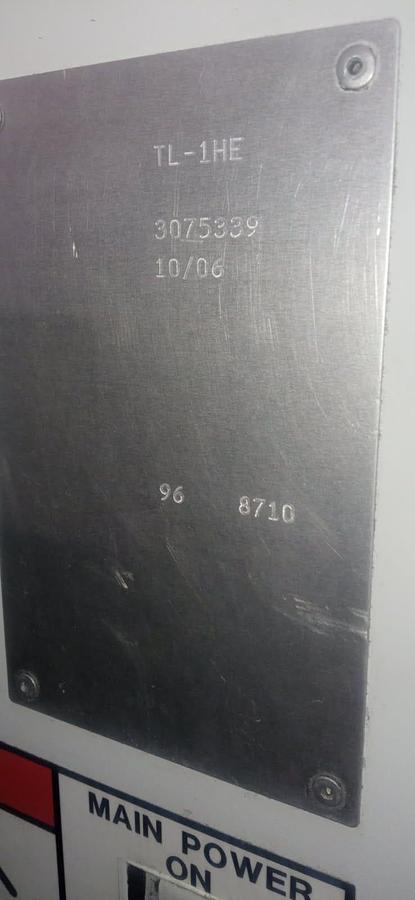 TL-1HE
3075339
10/06
96 8710
MAIN POWER
ON